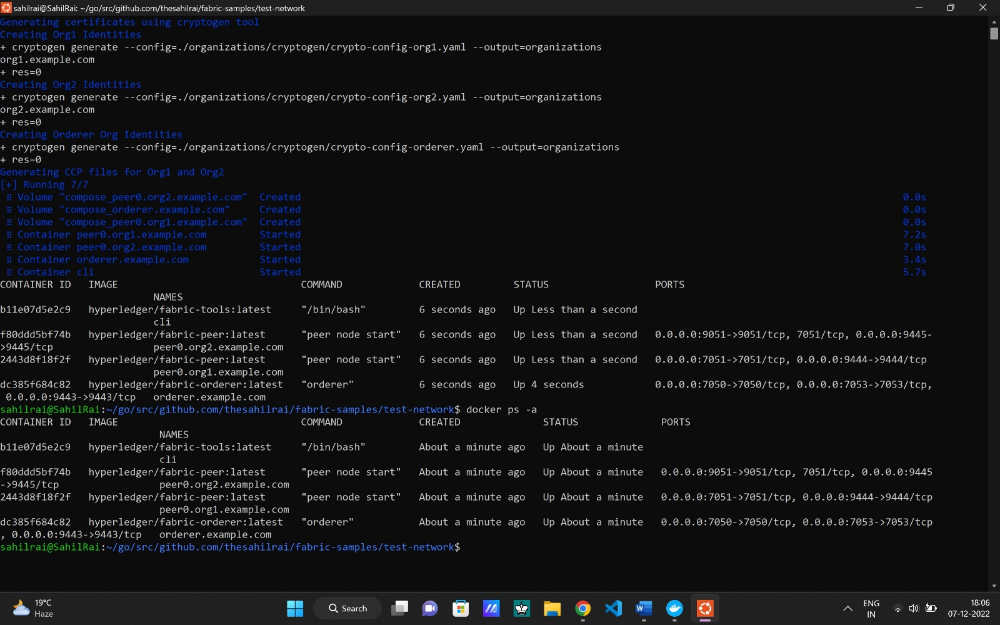 sahilrai@SahilRai: ~/go/src/github.com/thesahilrai/fabric-samples/test-network
Generating certificates using cryptogen tool
Creating Org1 Identities
+ cryptogen generate --config=./organizations/cryptogen/crypto-config-org1.yaml --output=organizations
org1.example.com
+ res=0
Creating Org2 Identities
+ cryptogen generate --config=./organizations/cryptogen/crypto-config-org2.yaml --output=organizations
org2.example.com
+ res=0
Creating Orderer Org Identities
+ cryptogen generate --config=./organizations/cryptogen/crypto-config-orderer.yaml --output=organizations
+ res=0
Generating CCP files for Org1 and Org2
[+] Running 7/7
⠿ Volume "compose_peer0.org2.example.com" Created 0.0s
⠿ Volume "compose_orderer.example.com" Created 0.0s
⠿ Volume "compose_peer0.org1.example.com" Created 0.0s
⠿ Container peer0.org1.example.com Started 7.2s
⠿ Container peer0.org2.example.com Started 7.0s
⠿ Container orderer.example.com Started 3.4s
⠿ Container cli Started 5.7s
CONTAINER ID IMAGE COMMAND CREATED STATUS PORTS
NAMES
b11e07d5e2c9 hyperledger/fabric-tools:latest "/bin/bash" 6 seconds ago Up Less than a second
cli
f80ddd5bf74b hyperledger/fabric-peer:latest "peer node start" 6 seconds ago Up Less than a second 0.0.0.0:9051->9051/tcp, 7051/tcp, 0.0.0.0:9445-
>9445/tcp peer0.org2.example.com
2443d8f18f2f hyperledger/fabric-peer:latest "peer node start" 6 seconds ago Up Less than a second 0.0.0.0:7051->7051/tcp, 0.0.0.0:9444->9444/tcp
peer0.org1.example.com
dc385f684c82 hyperledger/fabric-orderer:latest "orderer" 6 seconds ago Up 4 seconds 0.0.0.0:7050->7050/tcp, 0.0.0.0:7053->7053/tcp,
0.0.0.0:9443->9443/tcp orderer.example.com
sahilrai@SahilRai:~/go/src/github.com/thesahilrai/fabric-samples/test-network$ docker ps -a
CONTAINER ID IMAGE COMMAND CREATED STATUS PORTS
NAMES
b11e07d5e2c9 hyperledger/fabric-tools:latest "/bin/bash" About a minute ago Up About a minute
cli
f80ddd5bf74b hyperledger/fabric-peer:latest "peer node start" About a minute ago Up About a minute 0.0.0.0:9051->9051/tcp, 7051/tcp, 0.0.0.0:9445
->9445/tcp peer0.org2.example.com
2443d8f18f2f hyperledger/fabric-peer:latest "peer node start" About a minute ago Up About a minute 0.0.0.0:7051->7051/tcp, 0.0.0.0:9444->9444/tcp
peer0.org1.example.com
dc385f684c82 hyperledger/fabric-orderer:latest "orderer" About a minute ago Up About a minute 0.0.0.0:7050->7050/tcp, 0.0.0.0:7053->7053/tcp
, 0.0.0.0:9443->9443/tcp orderer.example.com
sahilrai@SahilRai:~/go/src/github.com/thesahilrai/fabric-samples/test-network$
19°C
Haze
Search
ENG
IN
18:06
07-12-2022